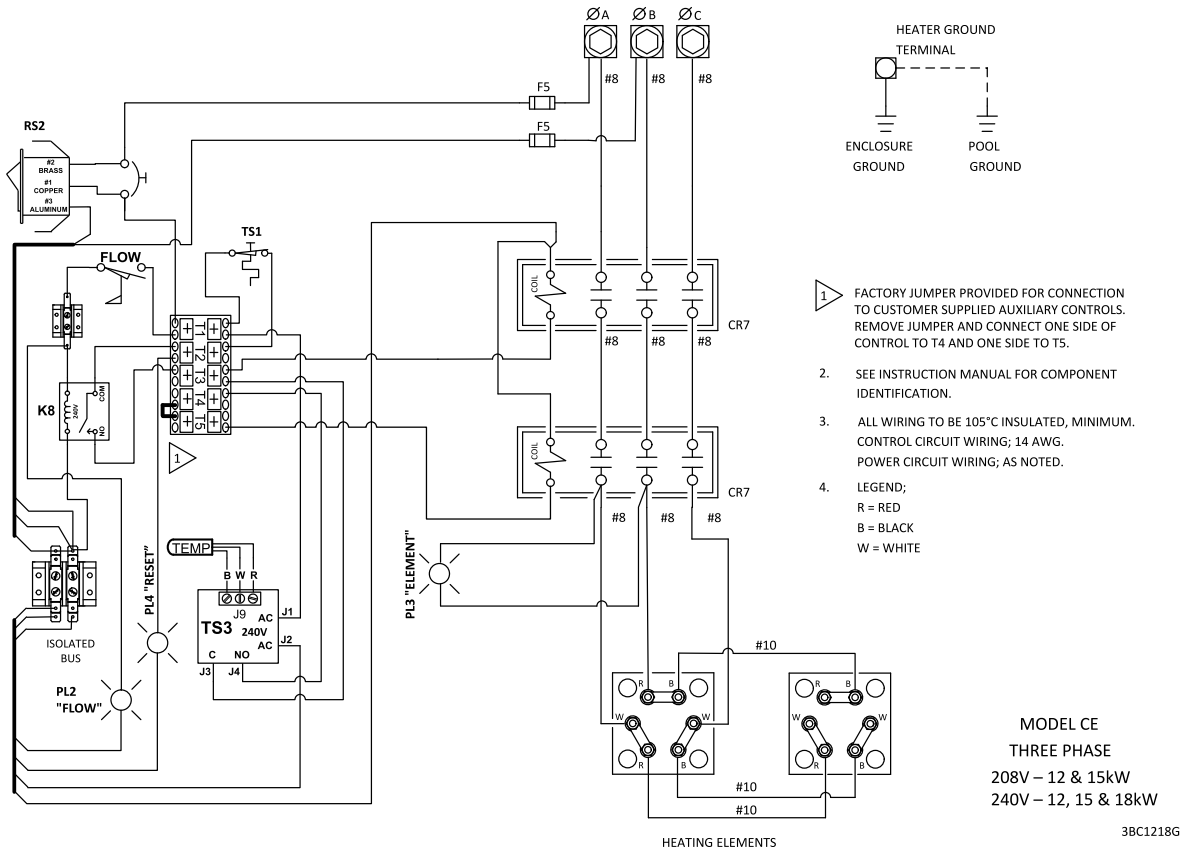 ØA ØB ØC
HEATER GROUND
TERMINAL
#8 #8 #8
F5
F5
RS2
#2
BRASS
#1
COPPER
#3
ALUMINUM
ENCLOSURE
GROUND
POOL
GROUND
TS1
FLOW
COIL
CR7
#8 #8 #8
T1
T2
T3
T4
T5
K8
240V
COM
NO
1
COIL
CR7
#8 #8 #8
1 FACTORY JUMPER PROVIDED FOR CONNECTION
TO CUSTOMER SUPPLIED AUXILIARY CONTROLS.
REMOVE JUMPER AND CONNECT ONE SIDE OF
CONTROL TO T4 AND ONE SIDE TO T5.
2. SEE INSTRUCTION MANUAL FOR COMPONENT
IDENTIFICATION.
3. ALL WIRING TO BE 105°C INSULATED, MINIMUM.
CONTROL CIRCUIT WIRING; 14 AWG.
POWER CIRCUIT WIRING; AS NOTED.
4. LEGEND;
R = RED
B = BLACK
W = WHITE
PL4 "RESET"
TEMP
B W R
J9
TS3
240V
AC
AC
J1
J2
C NO
J3 J4
PL3 "ELEMENT"
ISOLATED
BUS
PL2
"FLOW"
#10
R B
W W
R B
R B
W W
R B
#10
#10
HEATING ELEMENTS
MODEL CE
THREE PHASE
208V – 12 & 15kW
240V – 12, 15 & 18kW
3BC1218G